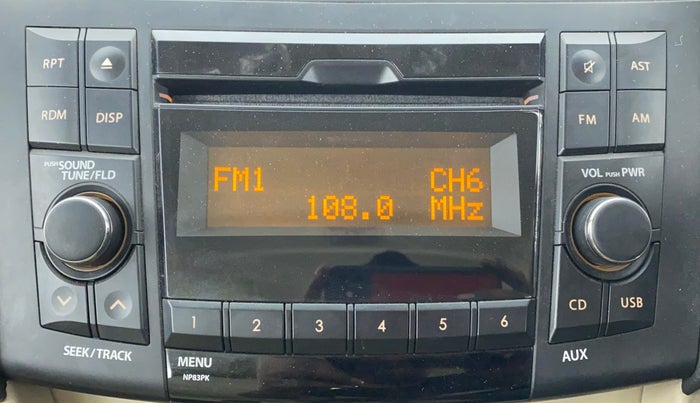 RPT
AST
RDM DISP
FM AM
PUSH SOUND
TUNE/FLD
VOL PUSH PWR
FM1 CH6
108.0 MHz
CD USB
1 2 3 4 5 6
SEEK/TRACK
MENU
NP83PK
AUX